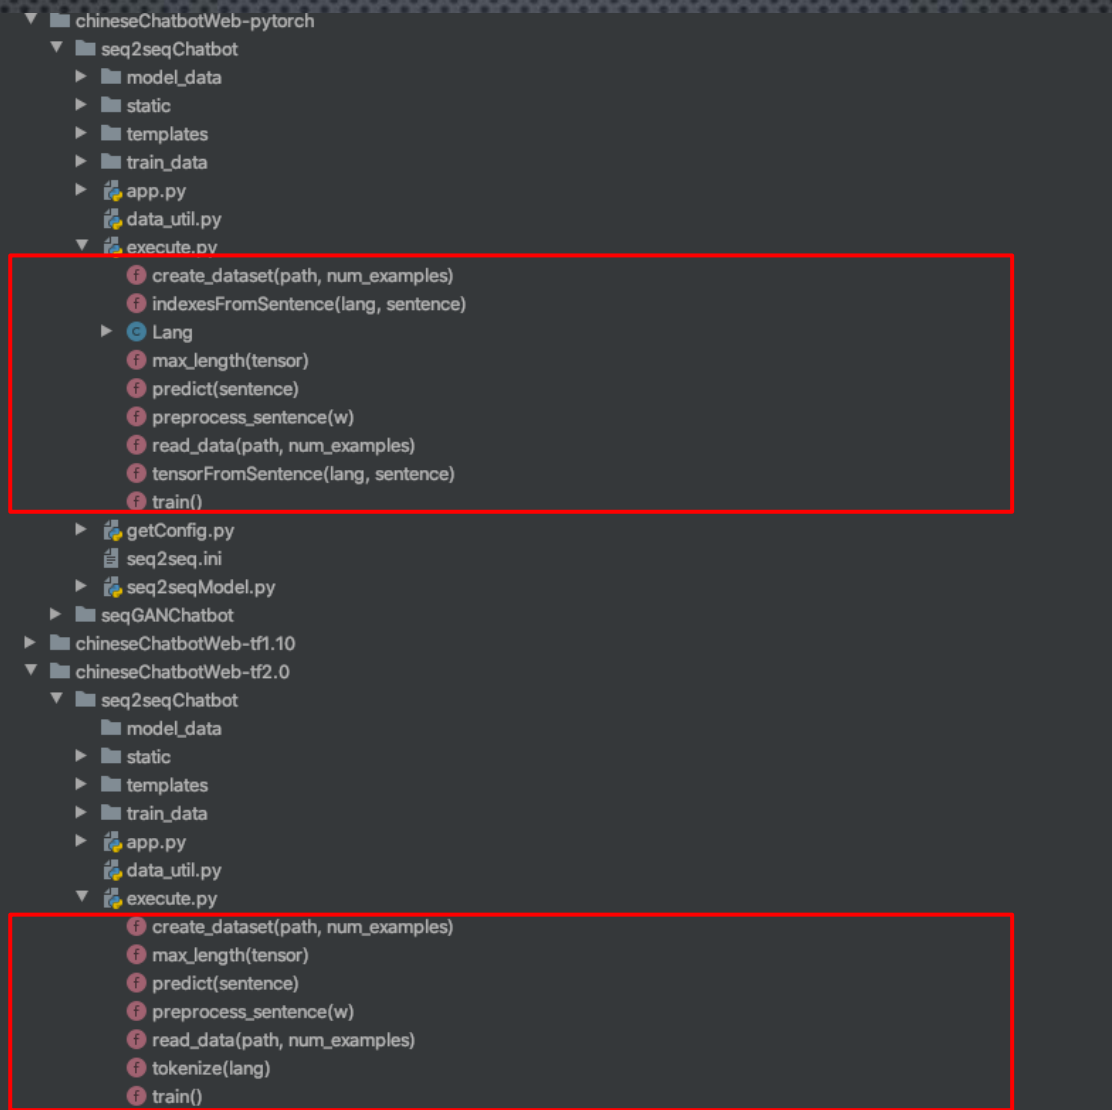 chineseChatbotWeb-pytorch
seq2seqChatbot
model_data
static
templates
train_data
app.py
data_util.py
execute.py
f create_dataset(path, num_examples)
f indexesFromSentence(lang, sentence)
C Lang
f max_length(tensor)
f predict(sentence)
f preprocess_sentence(w)
f read_data(path, num_examples)
f tensorFromSentence(lang, sentence)
f train()
getConfig.py
seq2seq.ini
seq2seqModel.py
seqGANChatbot
chineseChatbotWeb-tf1.10
chineseChatbotWeb-tf2.0
seq2seqChatbot
model_data
static
templates
train_data
app.py
data_util.py
execute.py
f create_dataset(path, num_examples)
f max_length(tensor)
f predict(sentence)
f preprocess_sentence(w)
f read_data(path, num_examples)
f tokenize(lang)
f train()